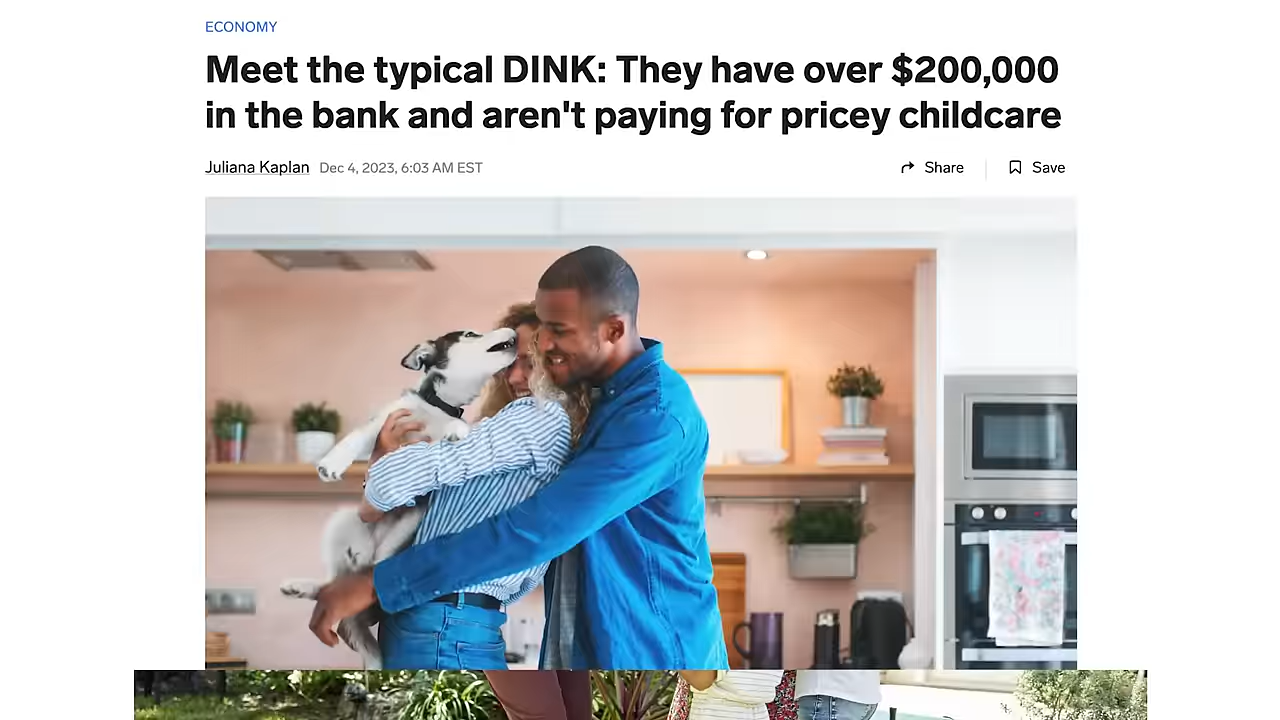 ECONOMY
Meet the typical DINK: They have over $200,000
in the bank and aren't paying for pricey childcare
Juliana Kaplan Dec 4, 2023, 6:03 AM EST Share Save